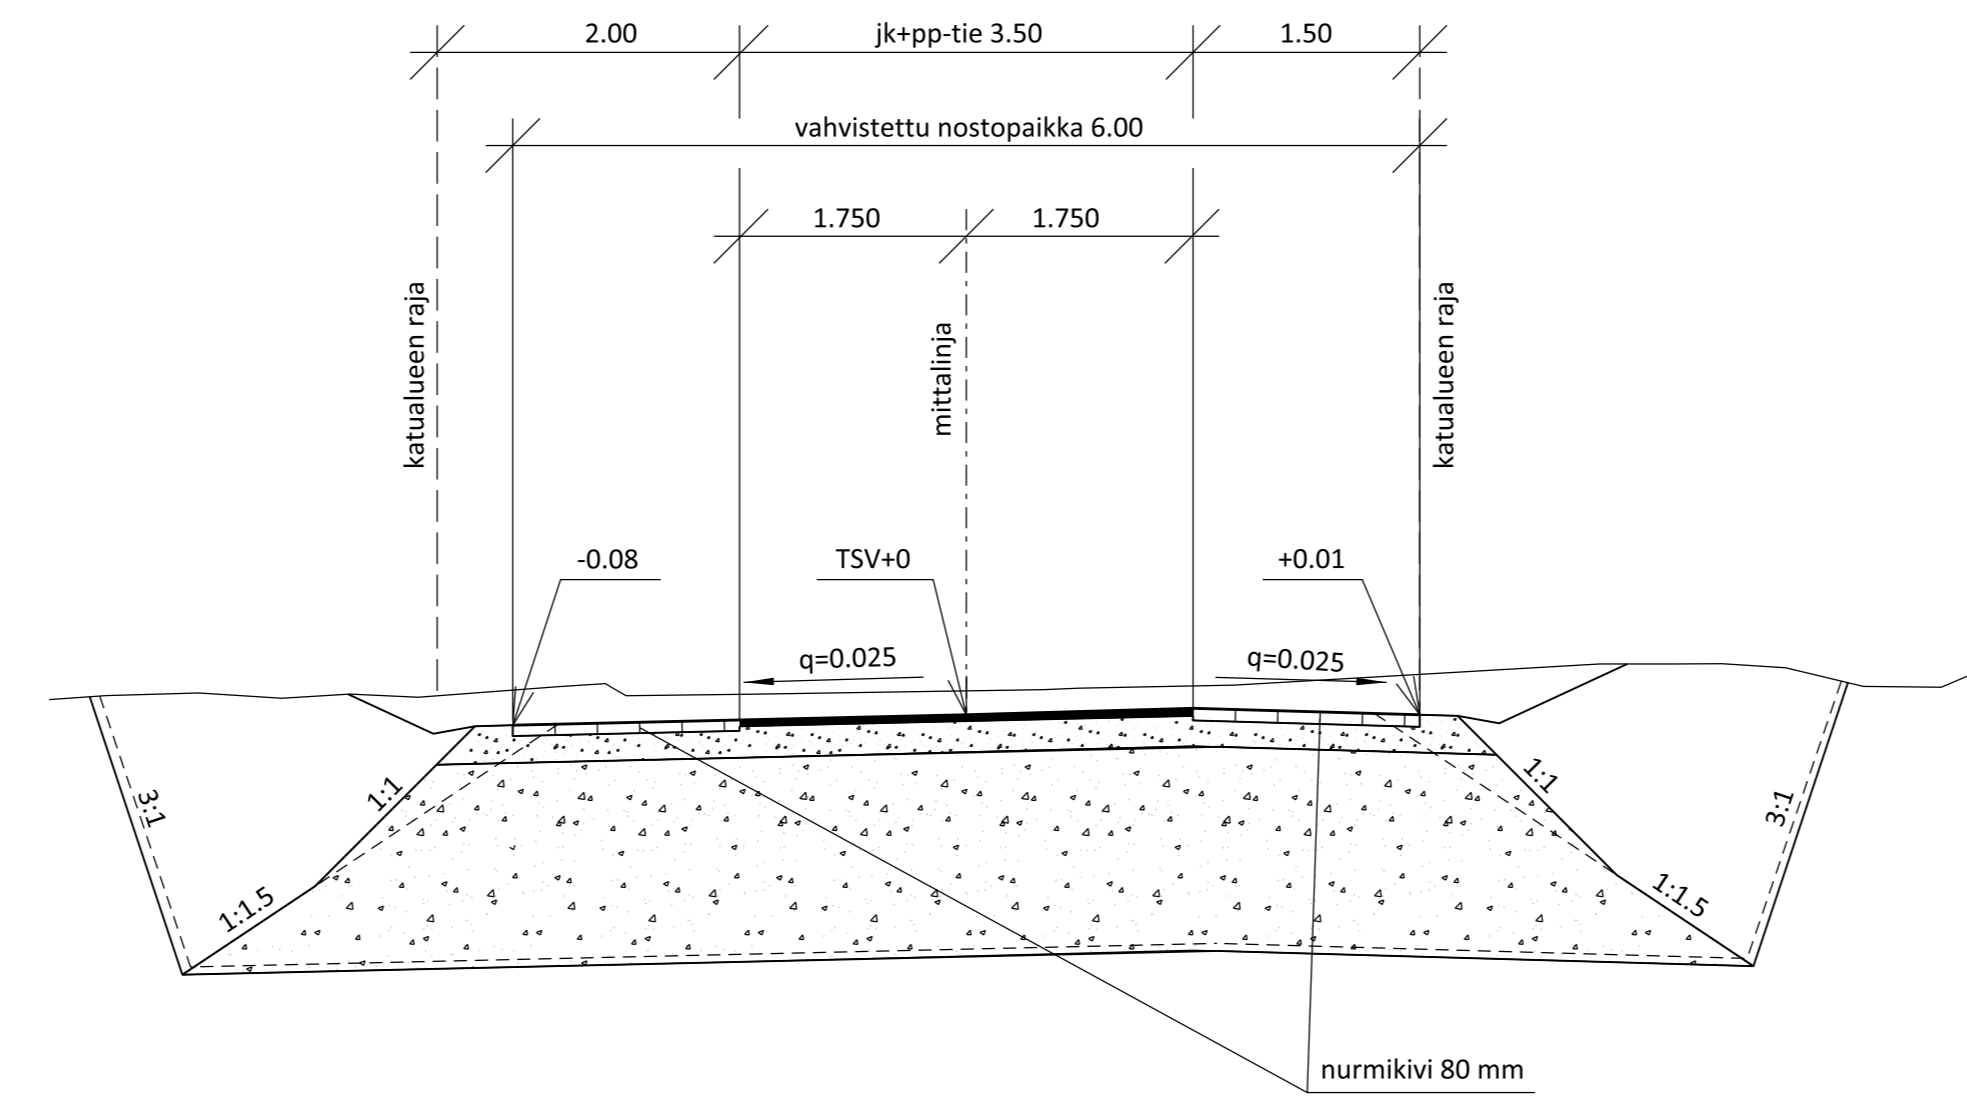 2.00
jk+pp-tie 3.50
1.50
vahvistettu nostopaikka 6.00
1.750
1.750
katualueen raja
mittalinja
katualueen raja
-0.08
TSV+0
+0.01
q=0.025
q=0.025
3:1
1:1
1:1
3:1
1:1.5
1:1.5
nurmikivi 80 mm